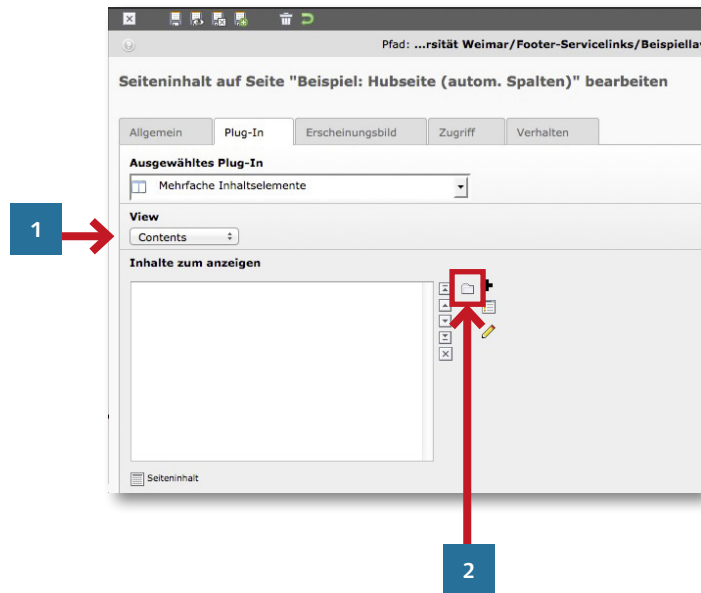 Pfad: ...rsität Weimar/Footer-Servicelinks/Beispiella
Seiteninhalt auf Seite "Beispiel: Hubseite (autom. Spalten)" bearbeiten
Allgemein Plug-In Erscheinungsbild Zugriff Verhalten
Ausgewähltes Plug-In
Mehrfache Inhaltselemente
View
1
Contents
Inhalte zum anzeigen
Seiteninhalt
2